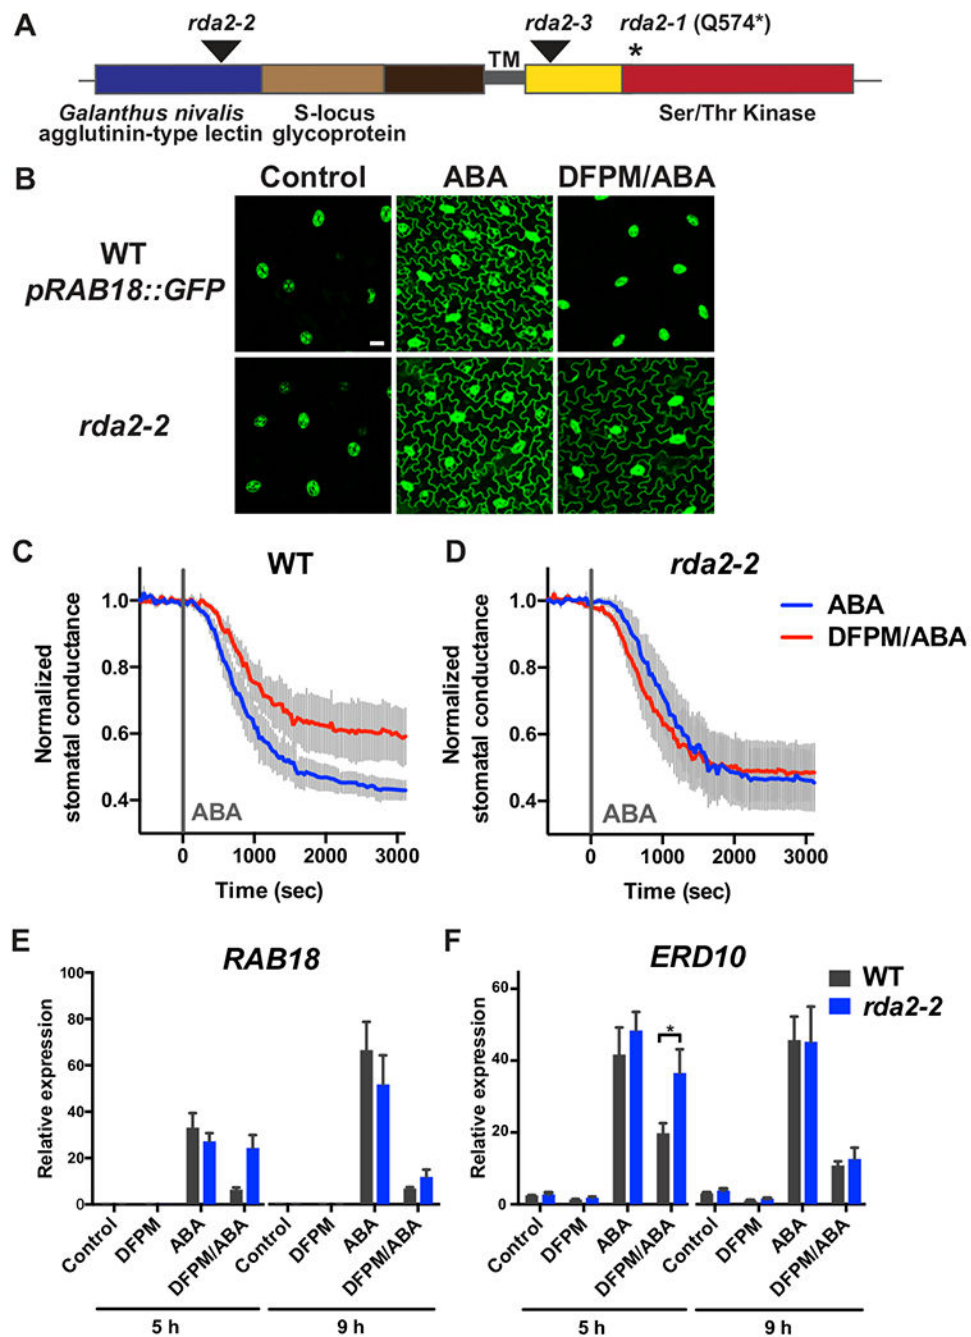 A
rda2-2
rda2-3
rda2-1 (Q574*)
*
TM
Galanthus nivalis
agglutinin-type lectin
S-locus
glycoprotein
Ser/Thr Kinase
B
Control
ABA
DFPM/ABA
WT
pRAB18::GFP
rda2-2
C
WT
Normalized
stomatal conductance
1.0
0.8
0.6
0.4
ABA
0
1000
2000
3000
Time (sec)
D
rda2-2
ABA
DFPM/ABA
Normalized
stomatal conductance
1.0
0.8
0.6
0.4
ABA
0
1000
2000
3000
Time (sec)
E
RAB18
Relative expression
100
80
60
40
20
0
Control
DFPM
ABA
DFPM/ABA
Control
DFPM
ABA
DFPM/ABA
5 h
9 h
F
ERD10
WT
rda2-2
Relative expression
60
40
20
0
*
Control
DFPM
ABA
DFPM/ABA
Control
DFPM
ABA
DFPM/ABA
5 h
9 h